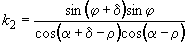 k₂ = sin(φ + δ) sin φ / cos(α + δ − ρ) cos(α − ρ)